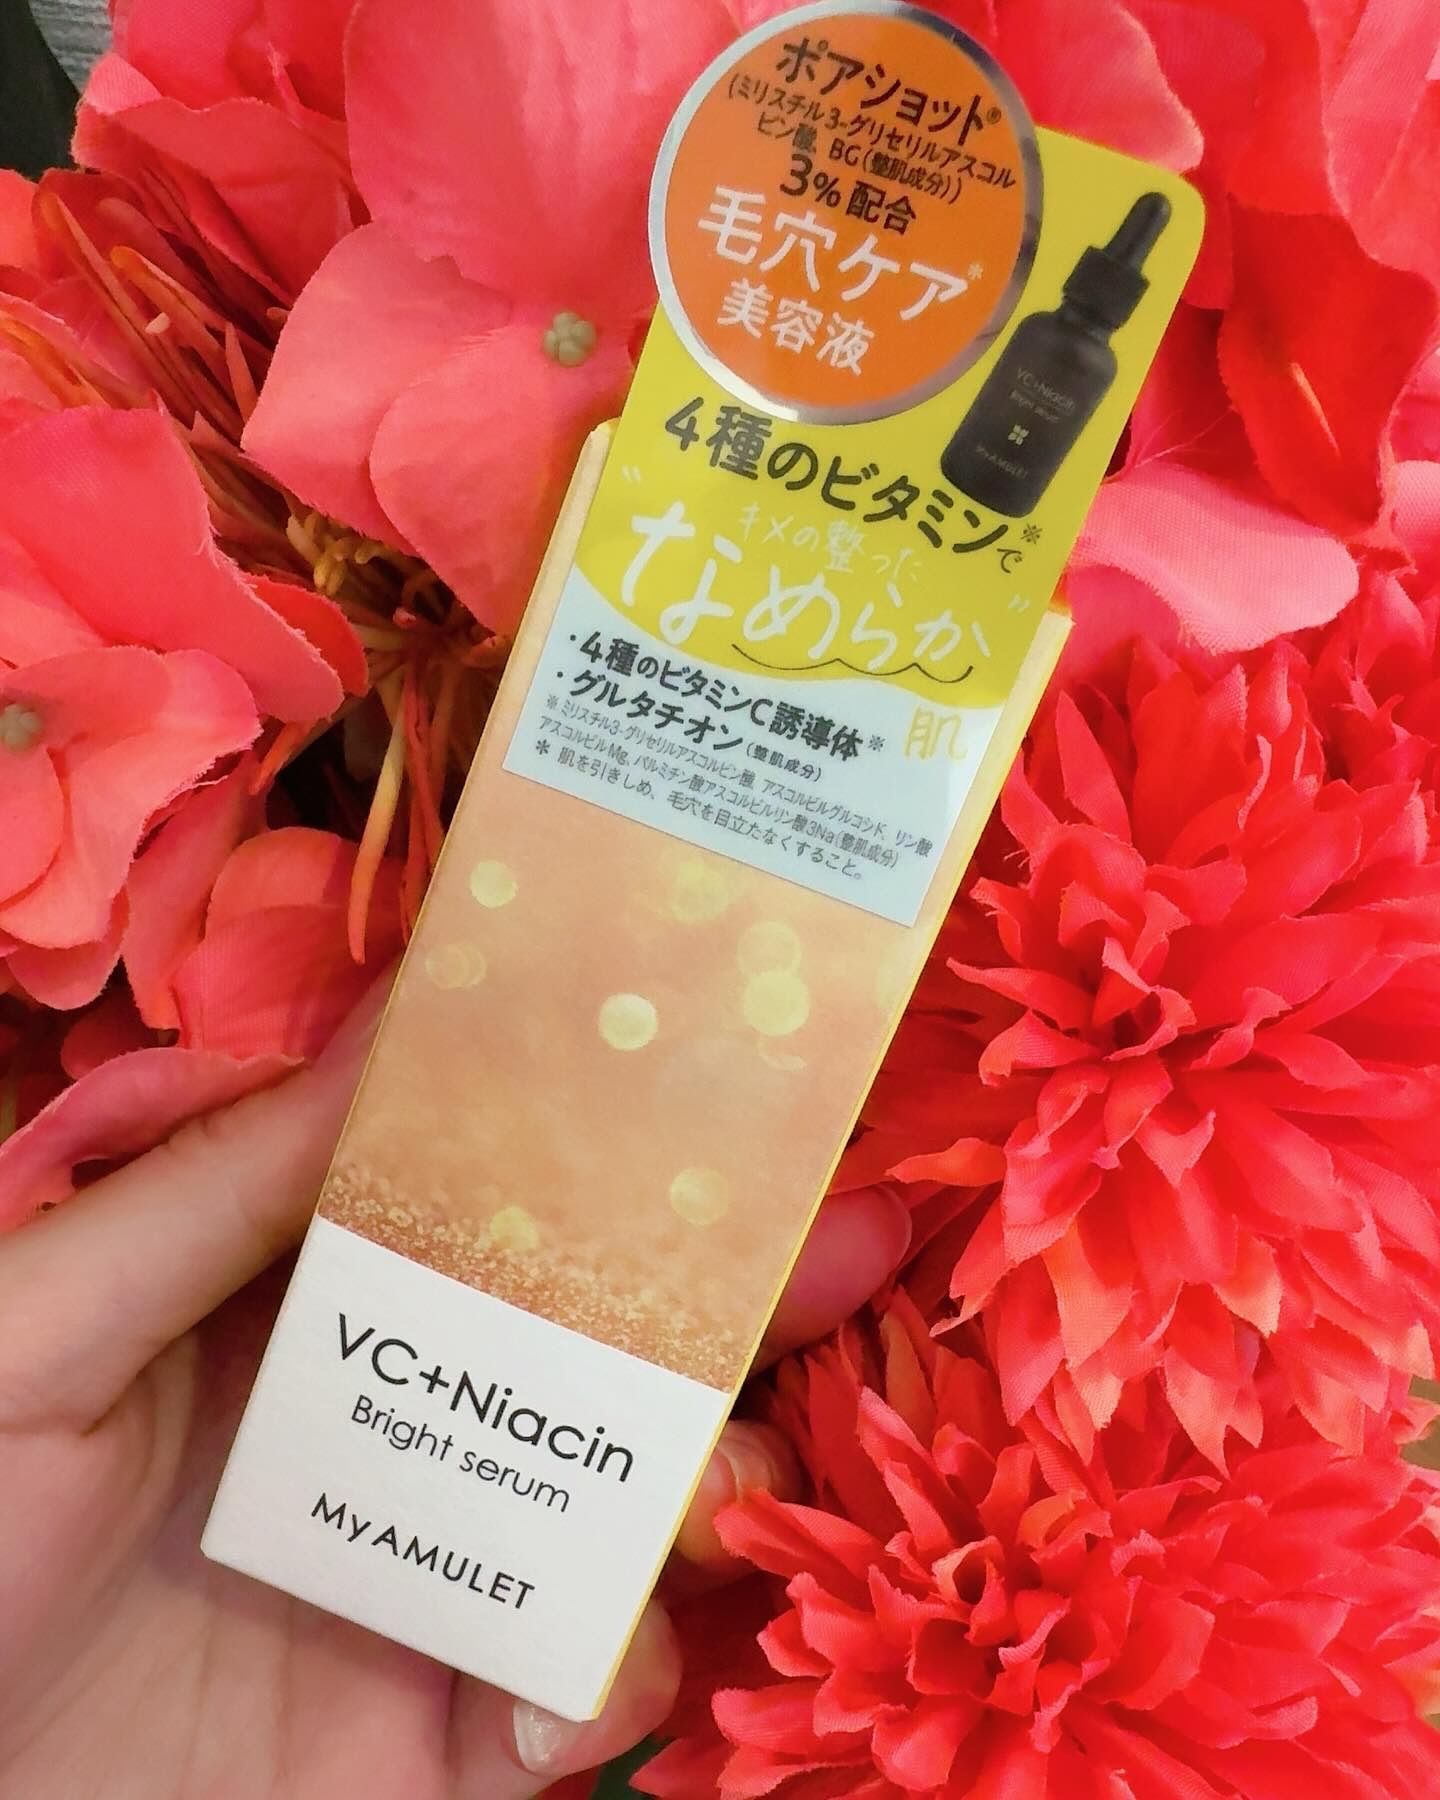 ポアショット®
(ミリスチル3-グリセリルアスコル
ビン酸、BG(整肌成分))
3%配合
毛穴ケア*
美容液
VC+Niacin
Bright serum
My AMULET
4種のビタミン※で
キメの整った
"なめらか"
肌
・4種のビタミンC誘導体※
・グルタチオン(整肌成分)
※ミリスチル3-グリセリルアスコルビン酸、アスコルビルグルコシド、リン酸
アスコルビルMg、パルミチン酸アスコルビルリン酸3Na(整肌成分)
* 肌を引きしめ、毛穴を目立たなくすること。
VC+Niacin
Bright serum
My AMULET